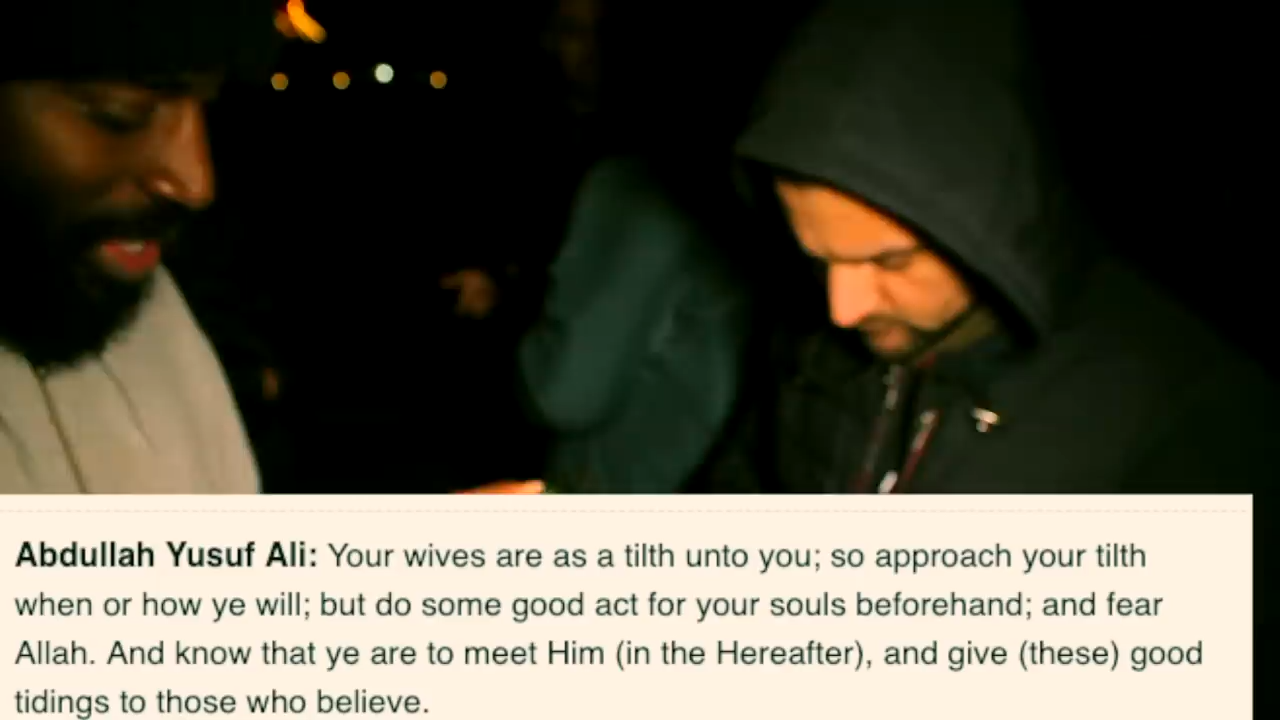 Abdullah Yusuf Ali: Your wives are as a tilth unto you; so approach your tilth
when or how ye will; but do some good act for your souls beforehand; and fear
Allah. And know that ye are to meet Him (in the Hereafter), and give (these) good
tidings to those who believe.